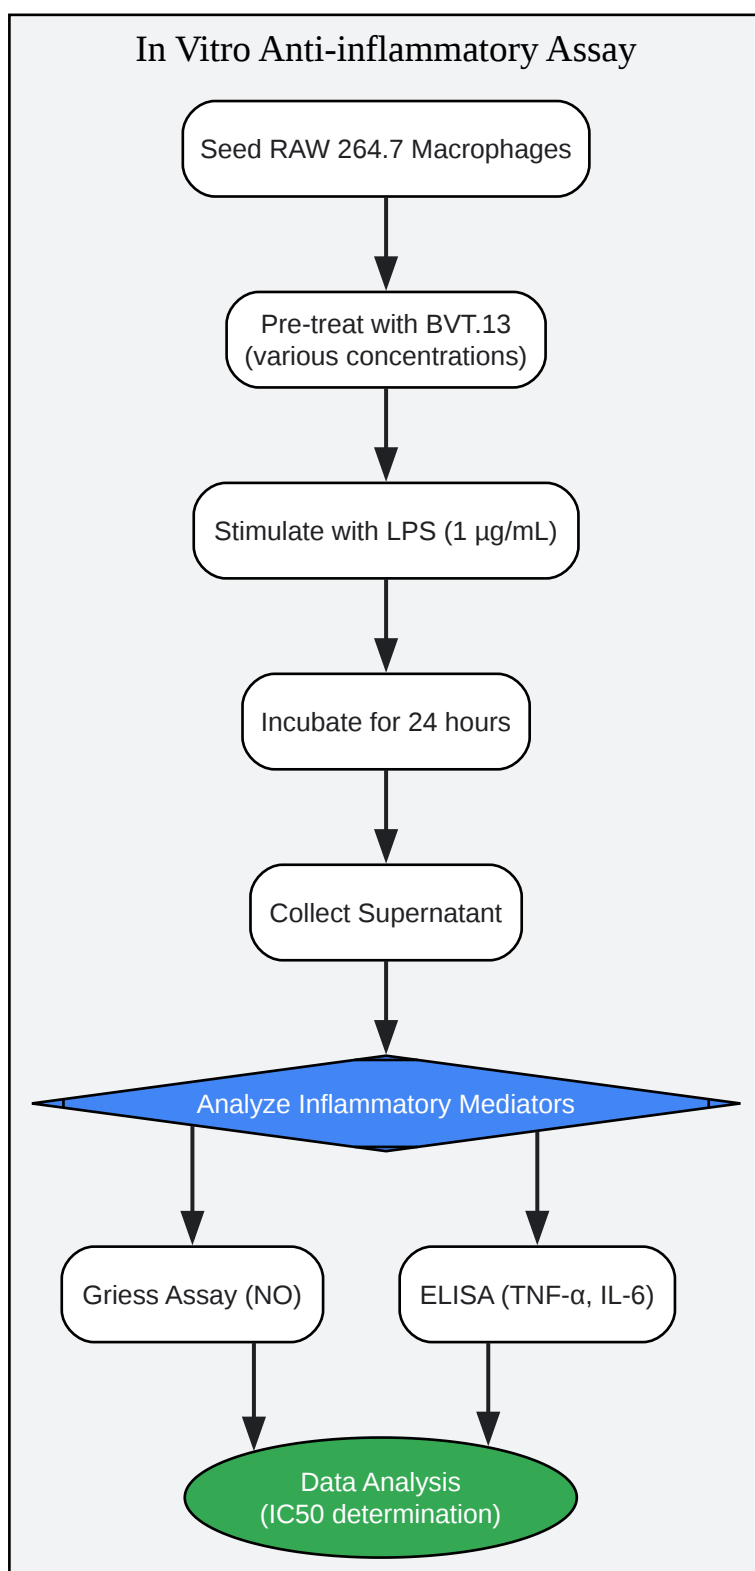 In Vitro Anti-inflammatory Assay
Seed RAW 264.7 Macrophages
Pre-treat with BVT.13
(various concentrations)
Stimulate with LPS (1 µg/mL)
Incubate for 24 hours
Collect Supernatant
Analyze Inflammatory Mediators
Griess Assay (NO)
ELISA (TNF-α, IL-6)
Data Analysis
(IC50 determination)